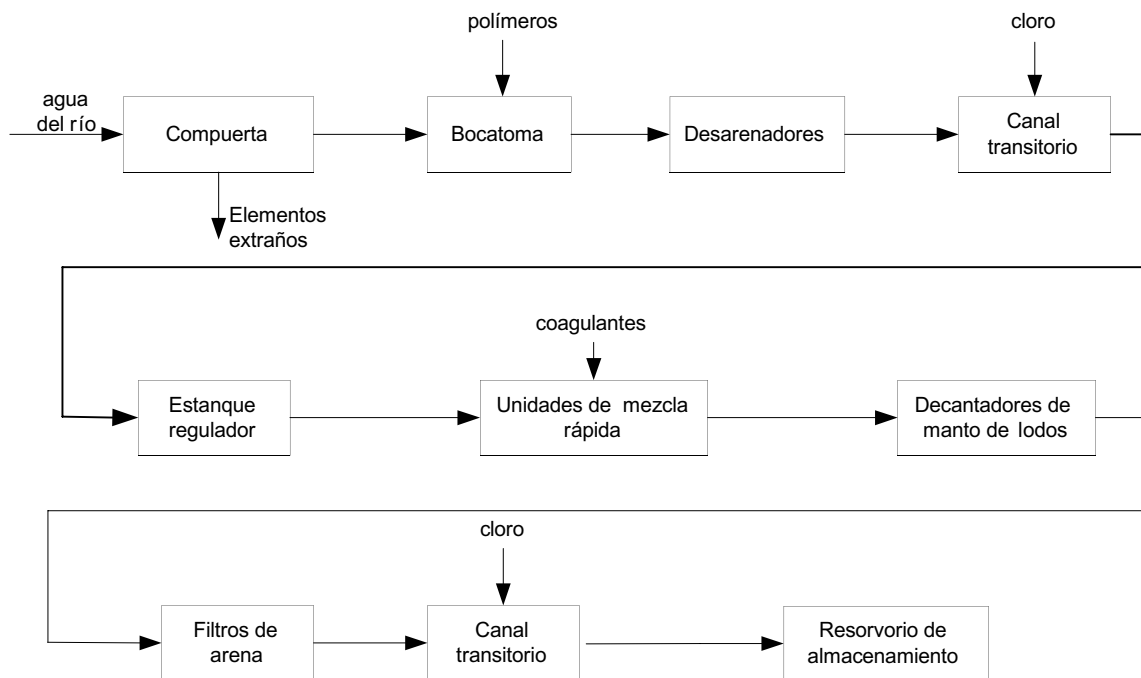 polímeros
cloro
agua
del río
Compuerta
Bocatoma
Desarenadores
Canal
transitorio
Elementos
extraños
coagulantes
Estanque
regulador
Unidades de mezcla
rápida
Decantadores de
manto de lodos
cloro
Filtros de
arena
Canal
transitorio
Resorvorio de
almacenamiento